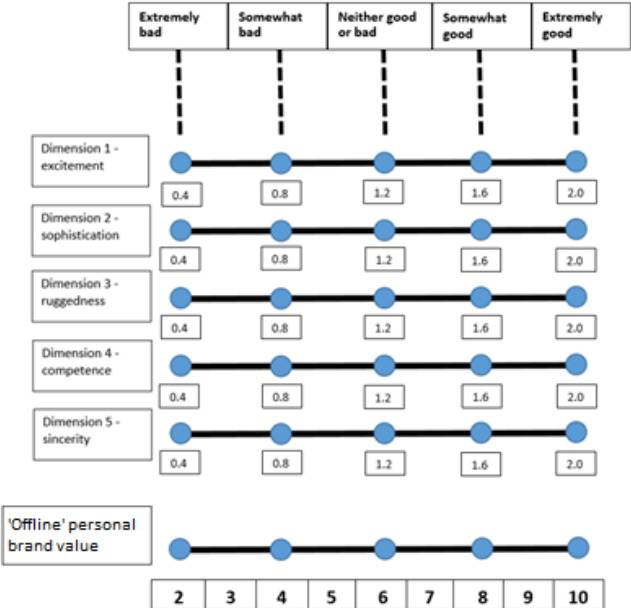 Extremely bad
Somewhat bad
Neither good or bad
Somewhat good
Extremely good
Dimension 1 -
excitement
0.4 0.8 1.2 1.6 2.0
Dimension 2 -
sophistication
0.4 0.8 1.2 1.6 2.0
Dimension 3 -
ruggedness
0.4 0.8 1.2 1.6 2.0
Dimension 4 -
competence
0.4 0.8 1.2 1.6 2.0
Dimension 5 -
sincerity
0.4 0.8 1.2 1.6 2.0
'Offline' personal
brand value
2 3 4 5 6 7 8 9 10